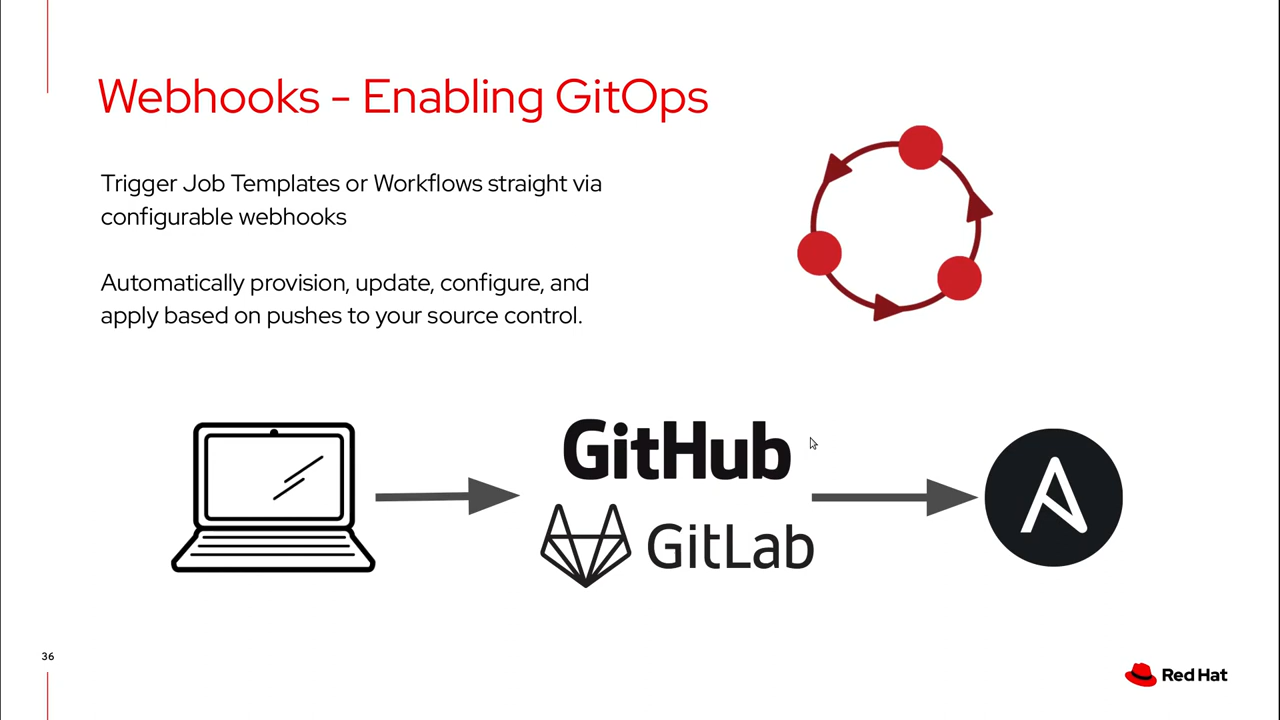 Webhooks - Enabling GitOps
Trigger Job Templates or Workflows straight via
configurable webhooks
Automatically provision, update, configure, and
apply based on pushes to your source control.
GitHub
GitLab
36
Red Hat